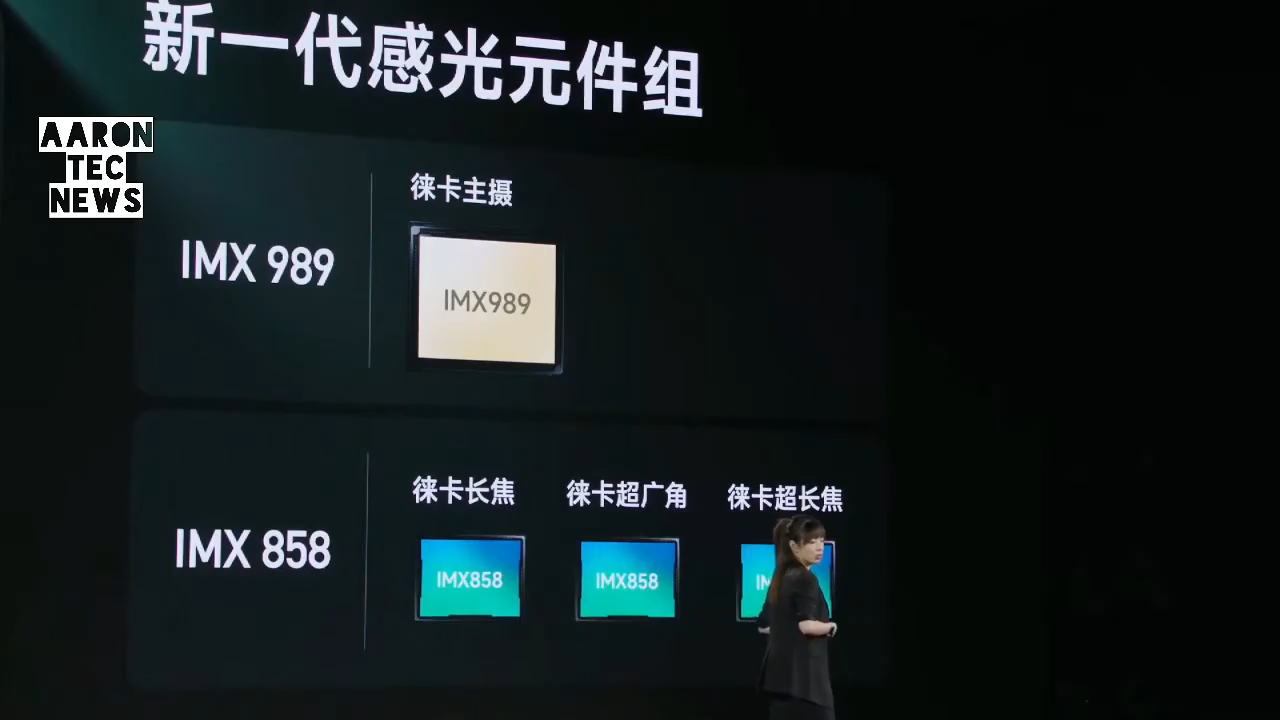 新一代感光元件组
AARON
TEC
NEWS
徕卡主摄
IMX 989
IMX989
徕卡长焦 徕卡超广角 徕卡超长焦
IMX 858
IMX858 IMX858